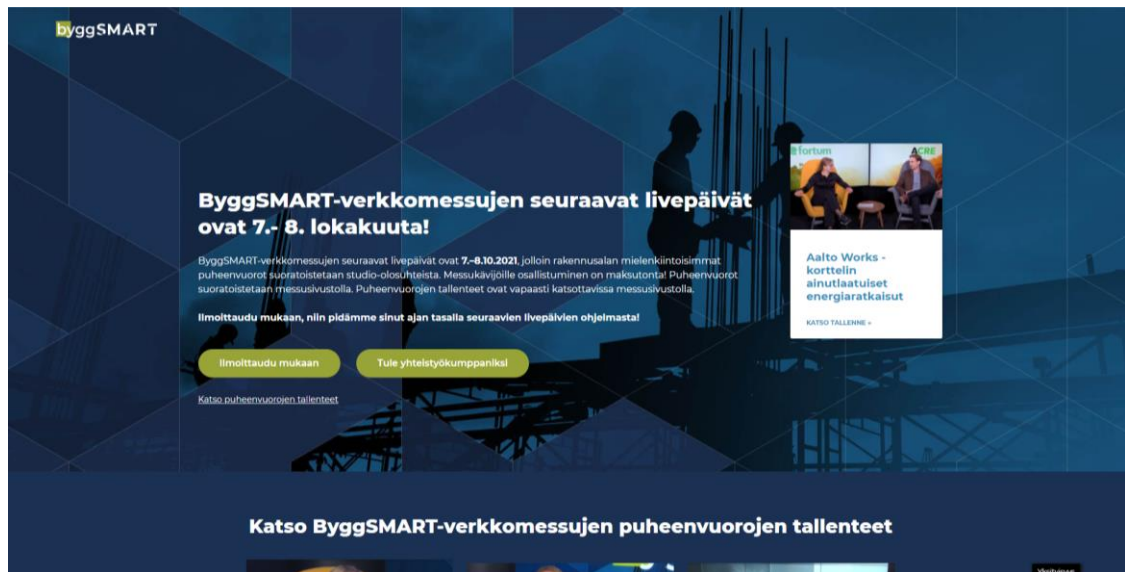 byggSMART
ByggSMART-verkkomessujen seuraavat livepäivät
ovat 7.- 8. lokakuuta!
ByggSMART-verkkomessujen seuraavat livepäivät ovat 7.–8.10.2021, jolloin rakennusalan mielenkiintoisimmat
puheenvuorot suoratoistetaan studio-olosuhteista. Messukävijöille osallistuminen on maksutonta! Puheenvuorot
suoratoistetaan messusivustolla. Puheenvuorojen tallenteet ovat vapaasti katsottavissa messusivustolla.
Ilmoittaudu mukaan, niin pidämme sinut ajan tasalla seuraavien livepäivien ohjelmasta!
Ilmoittaudu mukaan
Tule yhteistyökumppaniksi
Katso puheenvuorojen tallenteet
fortum
ACRE
Aalto Works -
korttelin
ainutlaatuiset
energiaratkaisut
KATSO TALLENNE »
Katso ByggSMART-verkkomessujen puheenvuorojen tallenteet